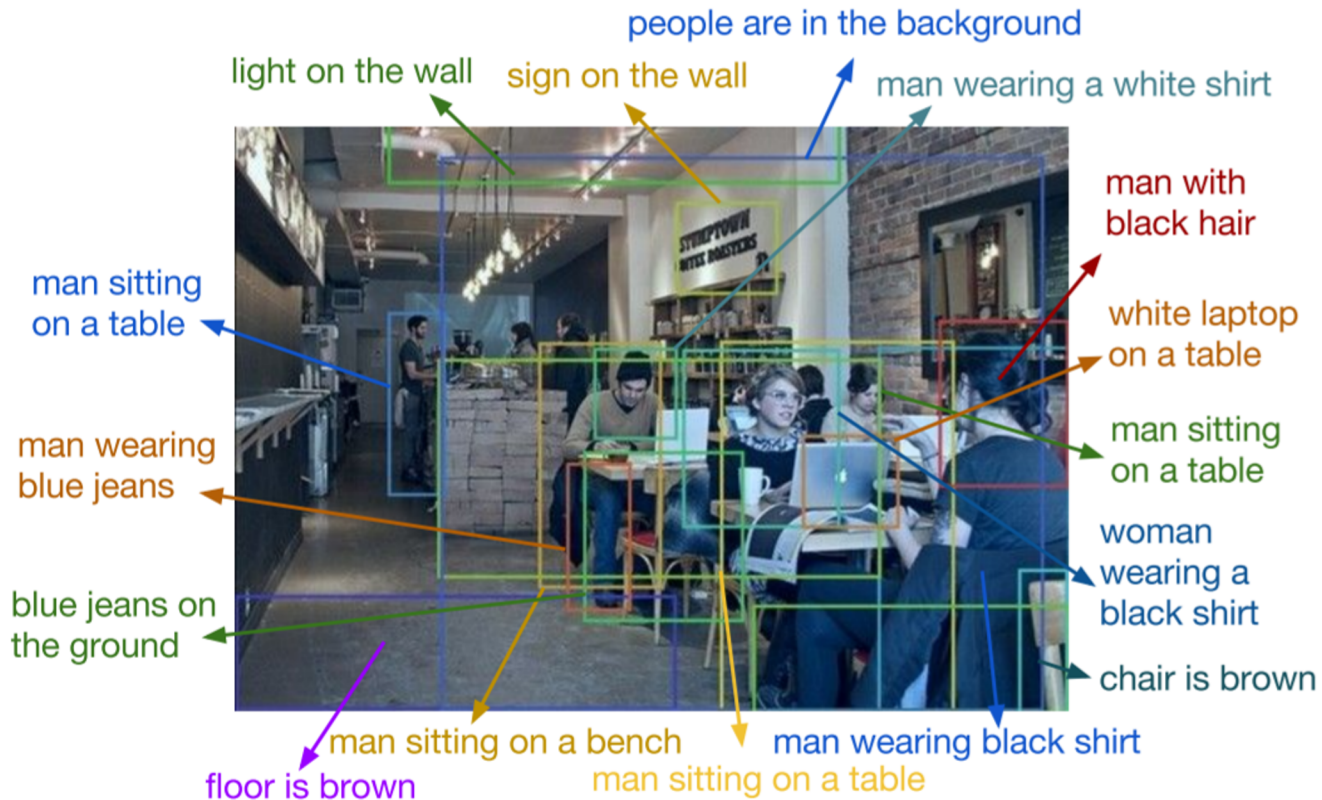 people are in the background
light on the wall
sign on the wall
man wearing a white shirt
man with
black hair
STUMPTOWN
COFFEE ROASTERS
man sitting
on a table
white laptop
on a table
man wearing
blue jeans
man sitting
on a table
woman
wearing a
black shirt
blue jeans on
the ground
chair is brown
man sitting on a bench
man wearing black shirt
floor is brown
man sitting on a table